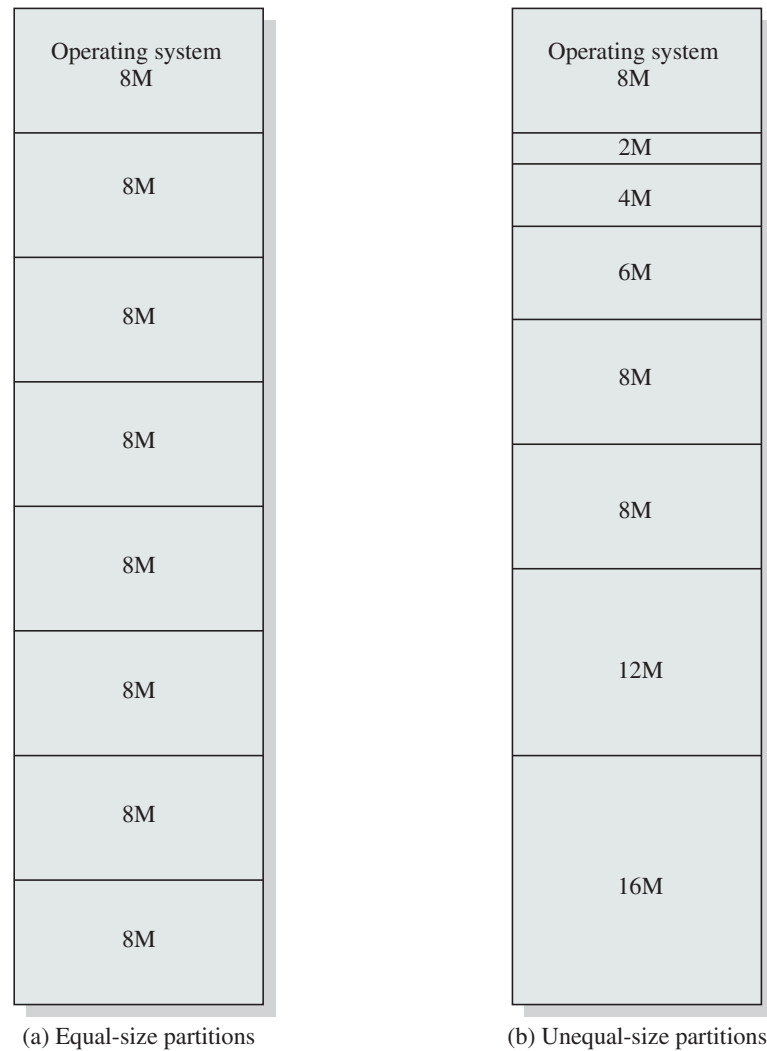 Operating system
8M
8M
8M
8M
8M
8M
8M
8M
(a) Equal-size partitions
Operating system
8M
2M
4M
6M
8M
8M
12M
16M
(b) Unequal-size partitions